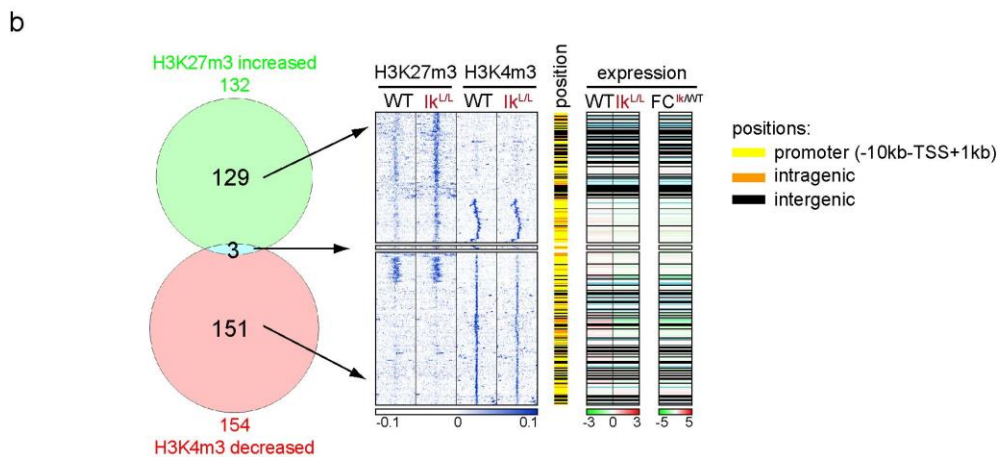 b
H3K27m3 increased
132
129
3
151
154
H3K4m3 decreased
H3K27m3 H3K4m3
WT Ik^L/L WT Ik^L/L
-0.1 0 0.1
position
expression
WT Ik^L/L FC^Ik/WT
-3 0 3 -5 5
positions:
promoter (-10kb-TSS+1kb)
intragenic
intergenic